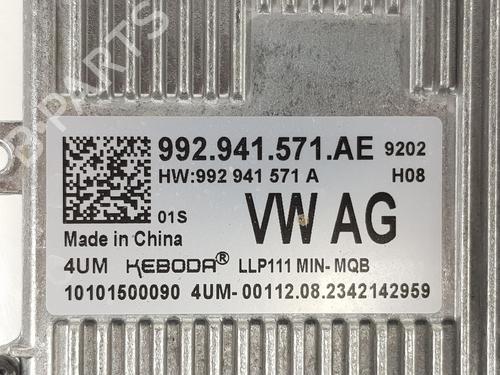 B PARTS
992.941.571.AE 9202
HW:992 941 571 A H08
01S VW AG
Made in China
4UM KEBODA® LLP111 MIN- MQB
10101500090 4UM- 00112.08.2342142959